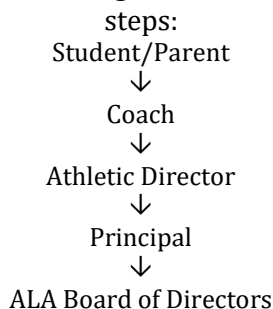 steps:
Student/Parent
↓
Coach
↓
Athletic Director
↓
Principal
↓
ALA Board of Directors